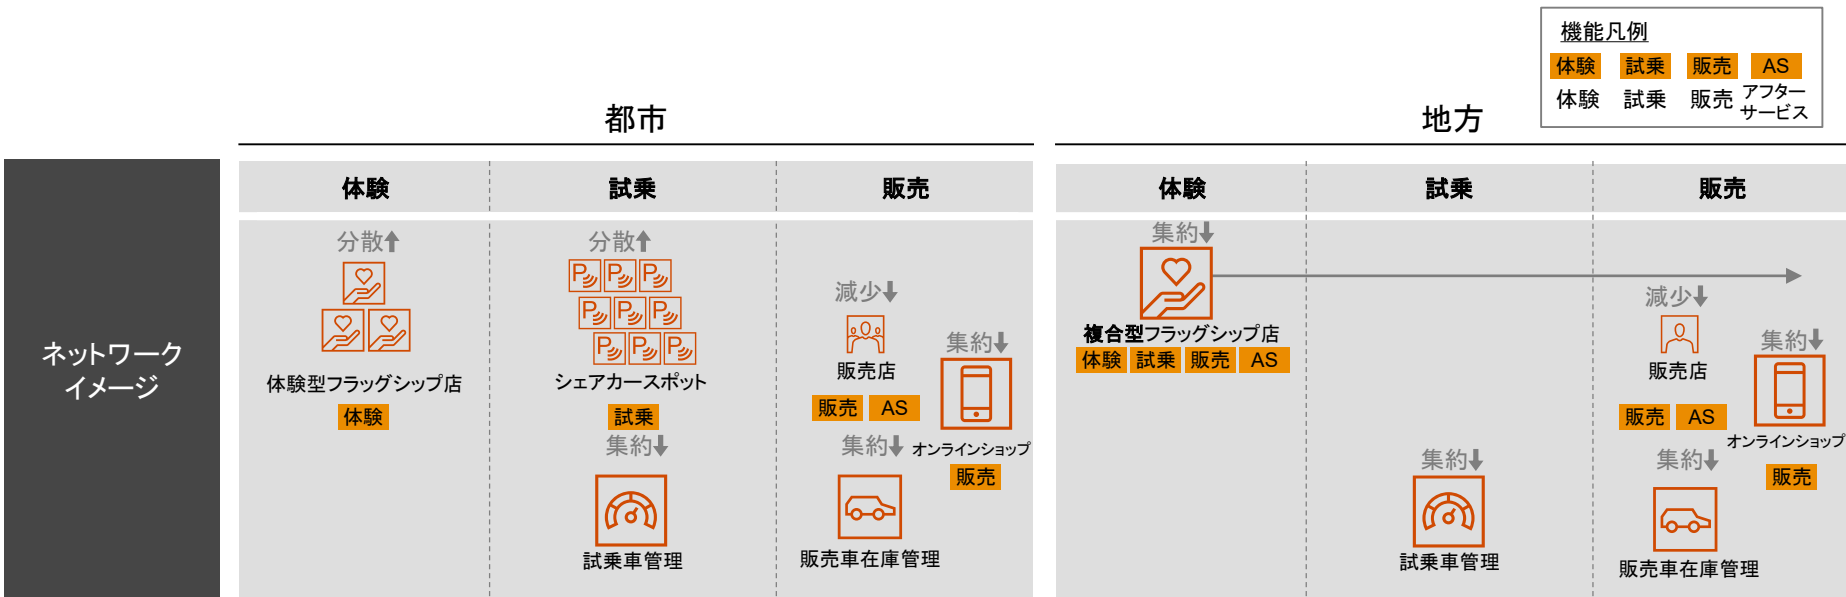 機能凡例
体験 試乗 販売 AS
体験 試乗 販売 アフター
サービス
都市
地方
ネットワーク
イメージ
体験 試乗 販売
体験 試乗 販売
分散⬆
体験型フラッグシップ店
体験
分散⬆
P P P
P P P
P P P
シェアカースポット
試乗
集約⬇
試乗車管理
減少⬇
販売店
販売 AS
集約⬇
オンラインショップ
販売
集約⬇
販売車在庫管理
集約⬇
複合型フラッグシップ店
体験 試乗 販売 AS
集約⬇
試乗車管理
減少⬇
販売店
販売 AS
集約⬇
オンラインショップ
販売
集約⬇
販売車在庫管理